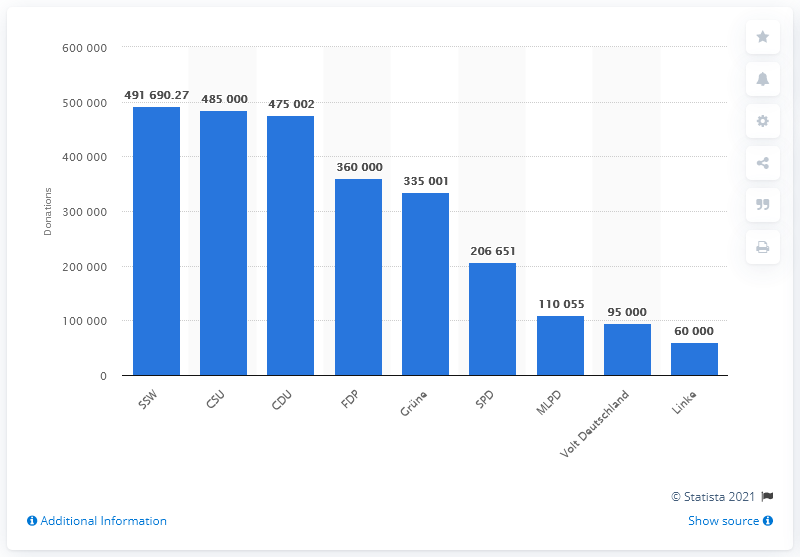 600 000
500 000
400 000
300 000
200 000
100 000
0
Donations
491 690.27
485 000
475 002
360 000
335 001
206 651
110 055
95 000
60 000
SSW
CSU
CDU
FDP
Grüne
SPD
MLPD
Volt Deutschland
Linke
© Statista 2021
Additional Information
Show source